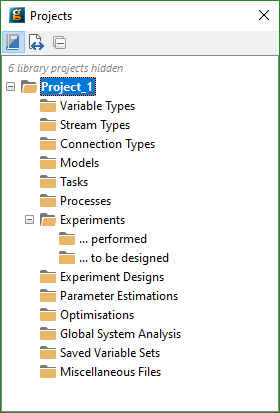 Projects
6 library projects hidden
Project_1
Variable Types
Stream Types
Connection Types
Models
Tasks
Processes
Experiments
... performed
... to be designed
Experiment Designs
Parameter Estimations
Optimisations
Global System Analysis
Saved Variable Sets
Miscellaneous Files